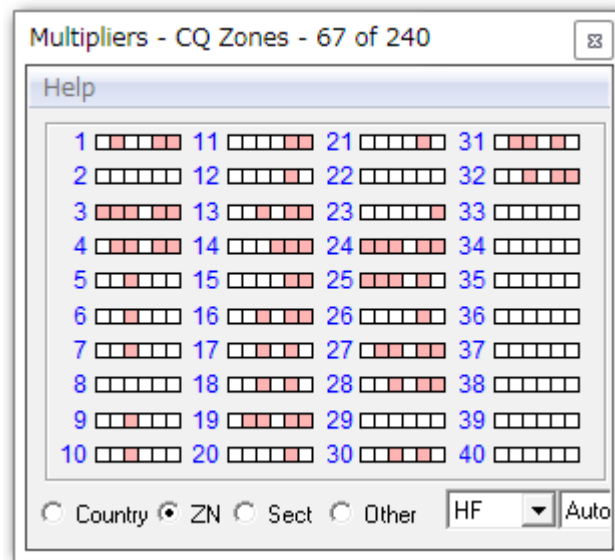 Multipliers - CQ Zones - 67 of 240
Help
1 11 21 31
2 12 22 32
3 13 23 33
4 14 24 34
5 15 25 35
6 16 26 36
7 17 27 37
8 18 28 38
9 19 29 39
10 20 30 40
Country ZN Sect Other HF Auto